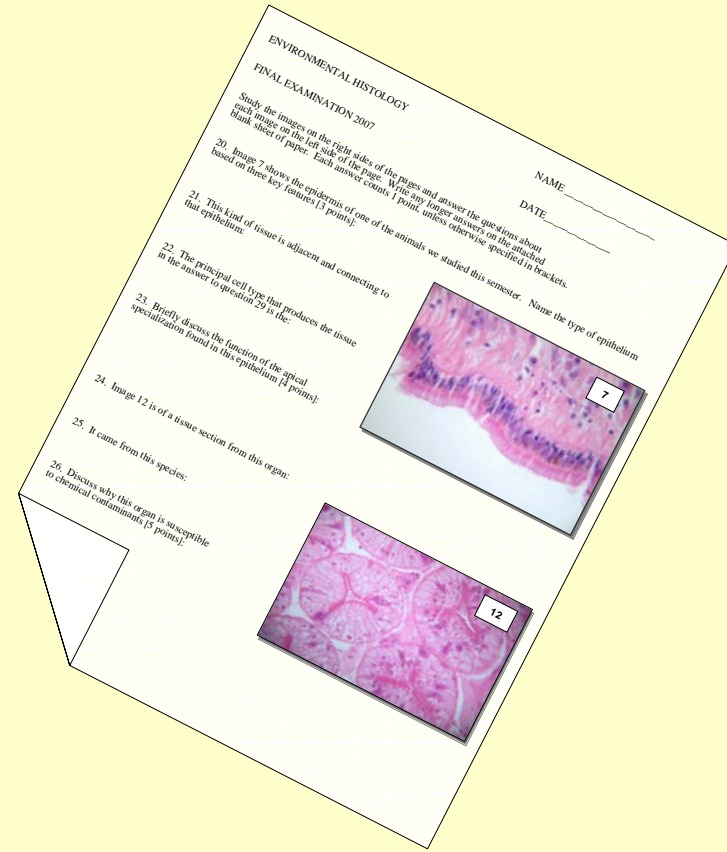 ENVIRONMENTAL HISTOLOGY
FINAL EXAMINATION 2007
NAME_________________
DATE____________
Study the images on the right sides of the pages and answer the questions about
each image on the left side of the page. Write any longer answers on the attached
blank sheet of paper. Each answer counts 1 point, unless otherwise specified in brackets.
20. Image 7 shows the epidermis of one of the animals we studied this semester. Name the type of epithelium
based on three key features [3 points]:
21. This kind of tissue is adjacent and connecting to
that epithelium:
22. The principal cell type that produces the tissue
in the answer to question 29 is the:
23. Briefly discuss the function of the apical
specialization found in this epithelium [4 points]:
7
24. Image 12 is of a tissue section from this organ:
25. It came from this species:
26. Discuss why this organ is susceptible
to chemical contaminants [5 points]:
12